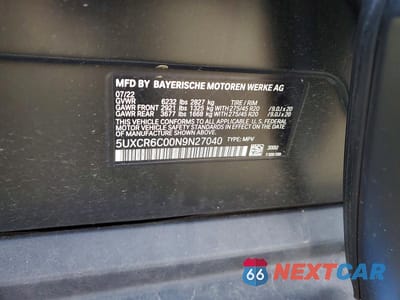 MFD BY BAYERISCHE MOTOREN WERKE AG
07/22
GVWR 6232 lbs 2827 kg TIRE / RIM
GAWR FRONT 2921 lbs 1325 kg WITH 275/45 R20 / 9.0J x 20
GAWR REAR 3677 lbs 1668 kg WITH 275/45 R20 / 9.0J x 20
THIS VEHICLE CONFORMS TO ALL APPLICABLE FEDERAL
MOTOR VEHICLE SAFETY AND THEFT PREVENTION STANDARDS IN EFFECT
ON THE DATE OF MANUFACTURE SHOWN ABOVE
5UXCR6C00N9N27040 TYPE: MPV
66 NEXTCAR